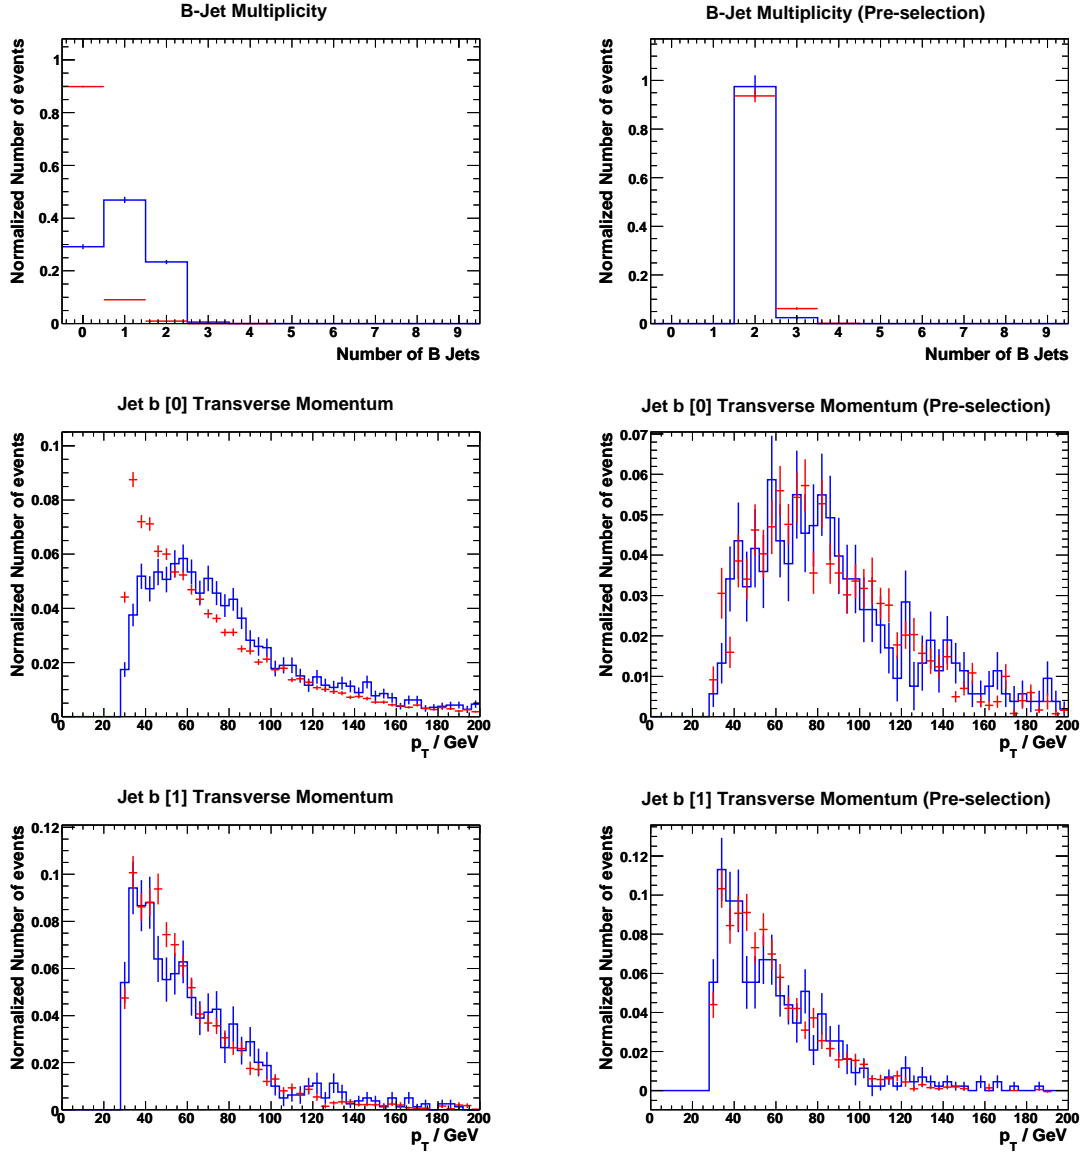 B-Jet Multiplicity
Normalized Number of events
1
0.8
0.6
0.4
0.2
0
0 1 2 3 4 5 6 7 8 9
Number of B Jets
B-Jet Multiplicity (Pre-selection)
Normalized Number of events
1
0.8
0.6
0.4
0.2
0
0 1 2 3 4 5 6 7 8 9
Number of B Jets
Jet b [0] Transverse Momentum
Normalized Number of events
0.1
0.08
0.06
0.04
0.02
0
0 20 40 60 80 100 120 140 160 180 200
p_T / GeV
Jet b [0] Transverse Momentum (Pre-selection)
Normalized Number of events
0.07
0.06
0.05
0.04
0.03
0.02
0.01
0
0 20 40 60 80 100 120 140 160 180 200
p_T / GeV
Jet b [1] Transverse Momentum
Normalized Number of events
0.12
0.1
0.08
0.06
0.04
0.02
0
0 20 40 60 80 100 120 140 160 180 200
p_T / GeV
Jet b [1] Transverse Momentum (Pre-selection)
Normalized Number of events
0.12
0.1
0.08
0.06
0.04
0.02
0
0 20 40 60 80 100 120 140 160 180 200
p_T / GeV